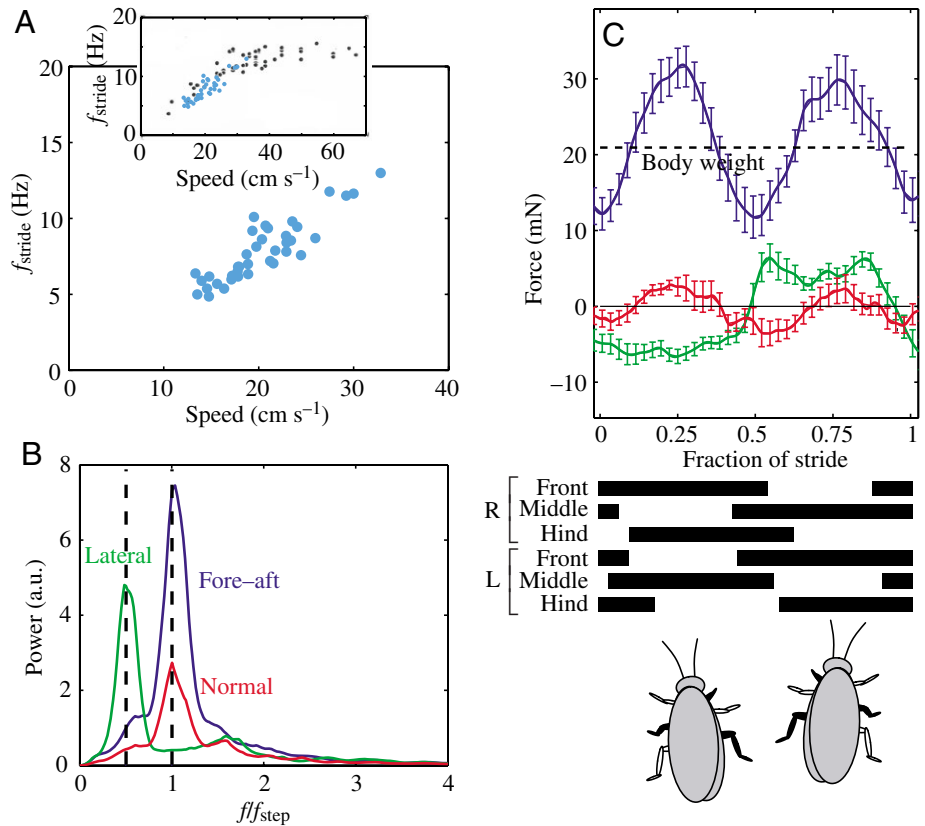 A
20
15
10
5
0
f_stride (Hz)
0
10
20
30
40
Speed (cm s⁻¹)
20
10
0
f_stride (Hz)
0
20
40
60
Speed (cm s⁻¹)
B
8
6
4
2
0
Power (a.u.)
Lateral
Fore–aft
Normal
0
1
2
3
4
f/f_step
C
30
20
10
0
–10
Force (mN)
Body weight
0
0.25
0.5
0.75
1
Fraction of stride
R
Front
Middle
Hind
L
Front
Middle
Hind